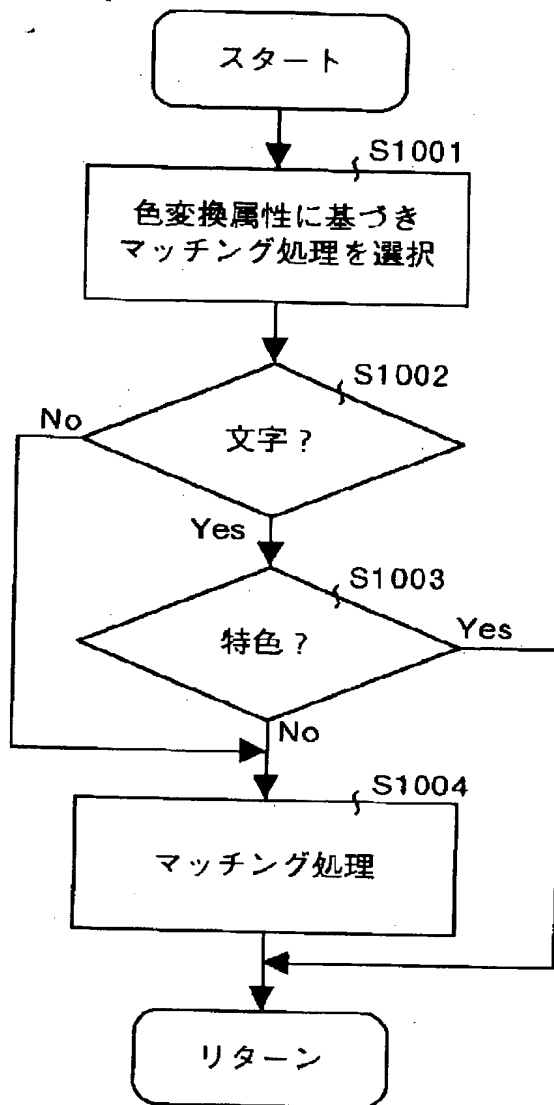 スタート
S1001
色変換属性に基づき
マッチング処理を選択
S1002
No
文字?
Yes
S1003
特色?
Yes
No
S1004
マッチング処理
リターン